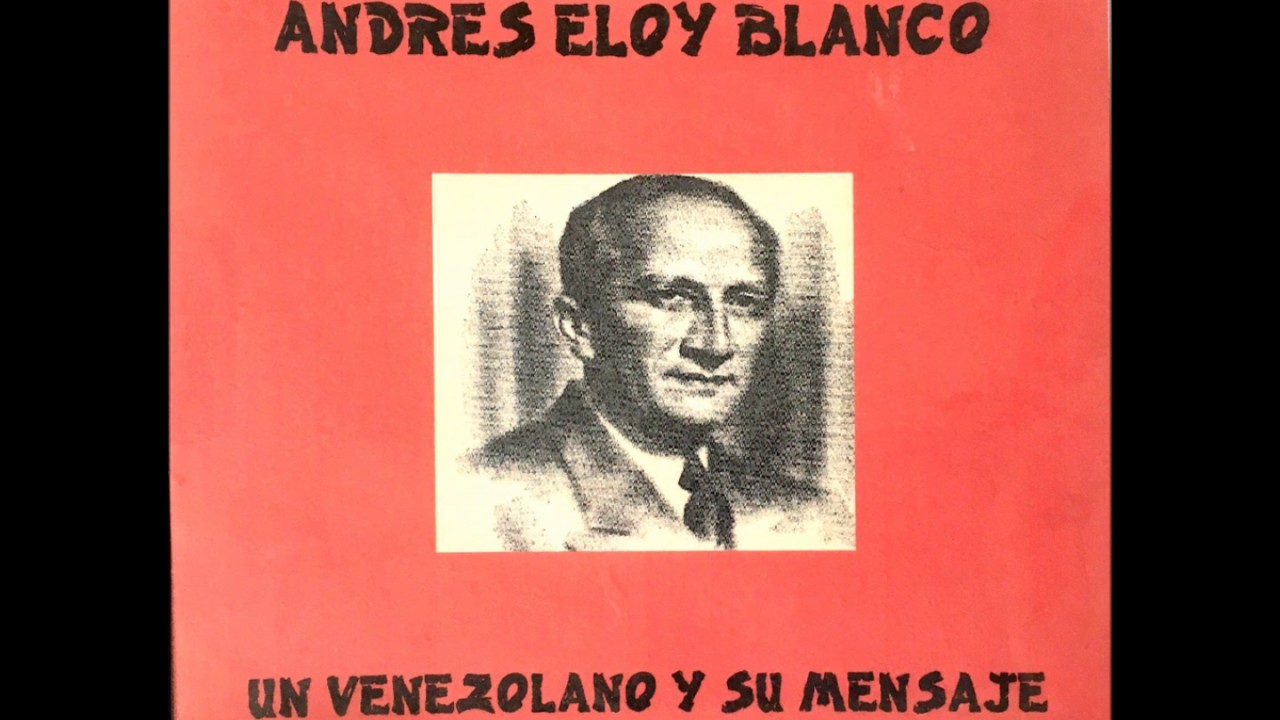 ANDRES ELOY BLANCO
UN VENEZOLANO Y SU MENSAJE